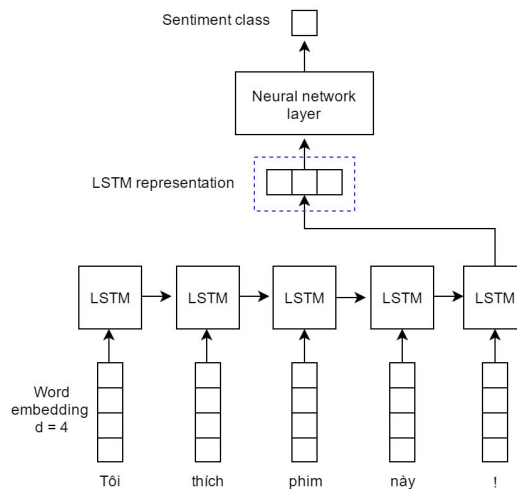 Sentiment class
Neural network
layer
LSTM representation
LSTM LSTM LSTM LSTM LSTM
Word
embedding
d = 4
Tôi thích phim này !